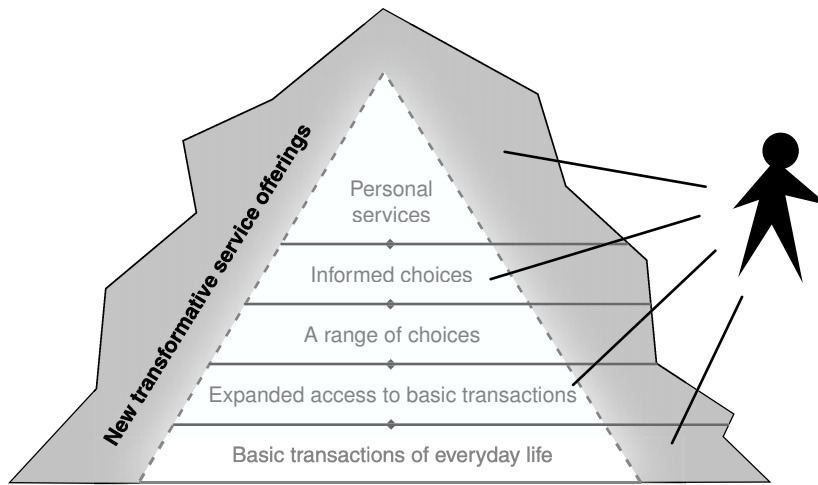 New transformative service offerings
Personal
services
Informed choices
A range of choices
Expanded access to basic transactions
Basic transactions of everyday life